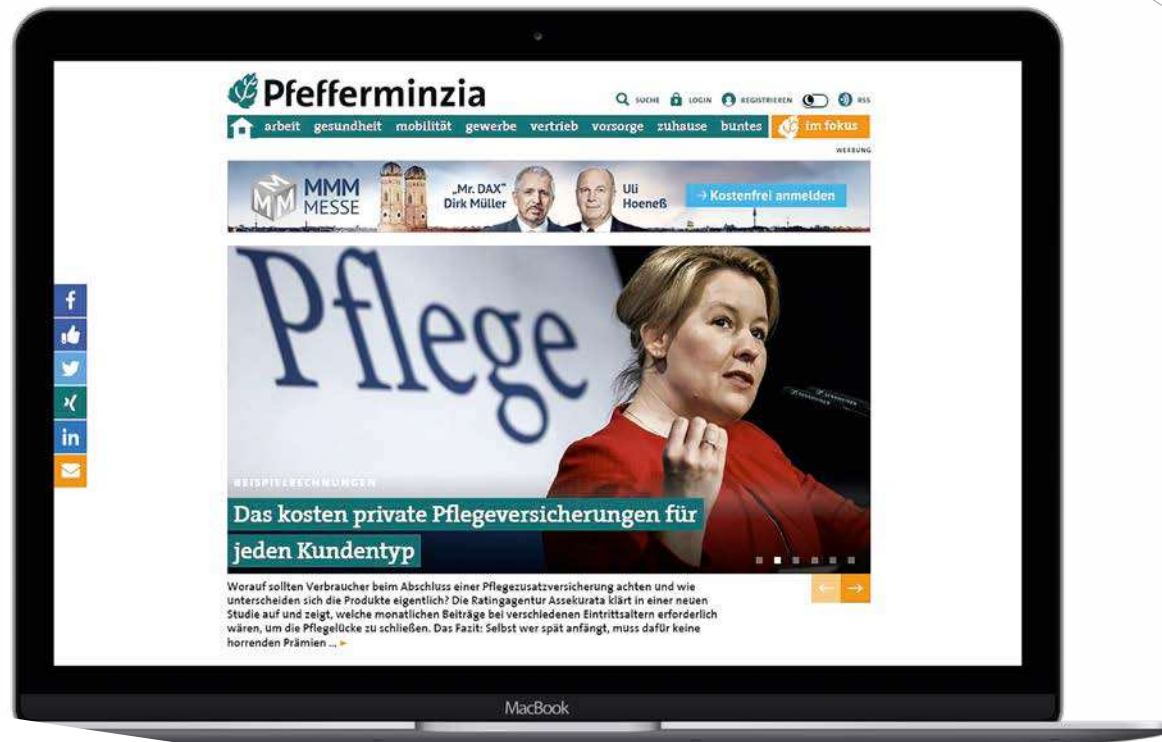 Pfefferminzia
SUCHE LOGIN REGISTRIEREN RSS
arbeit gesundheit mobilität gewerbe vertrieb vorsorge zuhause buntes im fokus
WERBUNG
MMM
MESSE
„Mr. DAX“
Dirk Müller
Uli
Hoeneß
→ Kostenfrei anmelden
Pflege
BEISPIELRECHNUNGEN
Das kosten private Pflegeversicherungen für
jeden Kundentyp
Worauf sollten Verbraucher beim Abschluss einer Pflegezusatzversicherung achten und wie
unterscheiden sich die Produkte eigentlich? Die Ratingagentur Assekurata klärt in einer neuen
Studie auf und zeigt, welche monatlichen Beiträge bei verschiedenen Eintrittsaltern erforderlich
wären, um die Pflegelücke zu schließen. Das Fazit: Selbst wer spät anfängt, muss dafür keine
horrenden Prämien ... ►
MacBook